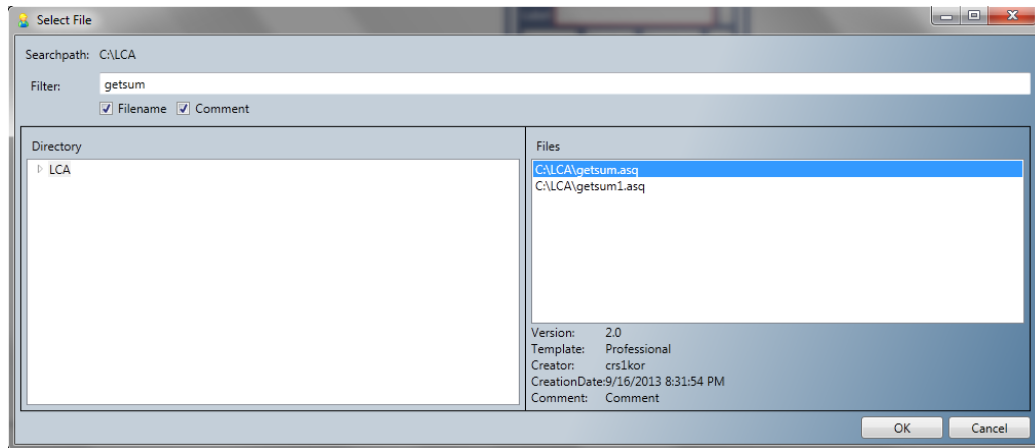 Select File
Searchpath: C:\LCA
Filter: getsum
Filename Comment
Directory
LCA
Files
C:\LCA\getsum.asq
C:\LCA\getsum1.asq
Version: 2.0
Template: Professional
Creator: crs1kor
CreationDate:9/16/2013 8:31:54 PM
Comment: Comment
OK Cancel